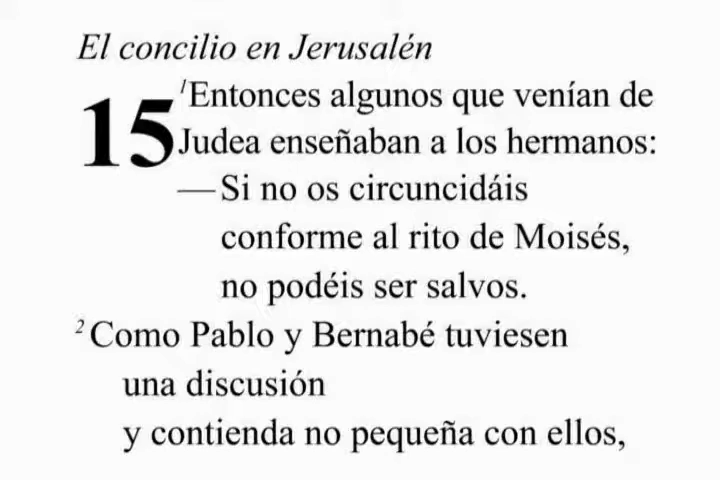 El concilio en Jerusalén
15 1Entonces algunos que venían de
Judea enseñaban a los hermanos:
—Si no os circuncidáis
conforme al rito de Moisés,
no podéis ser salvos.
2Como Pablo y Bernabé tuviesen
una discusión
y contienda no pequeña con ellos,